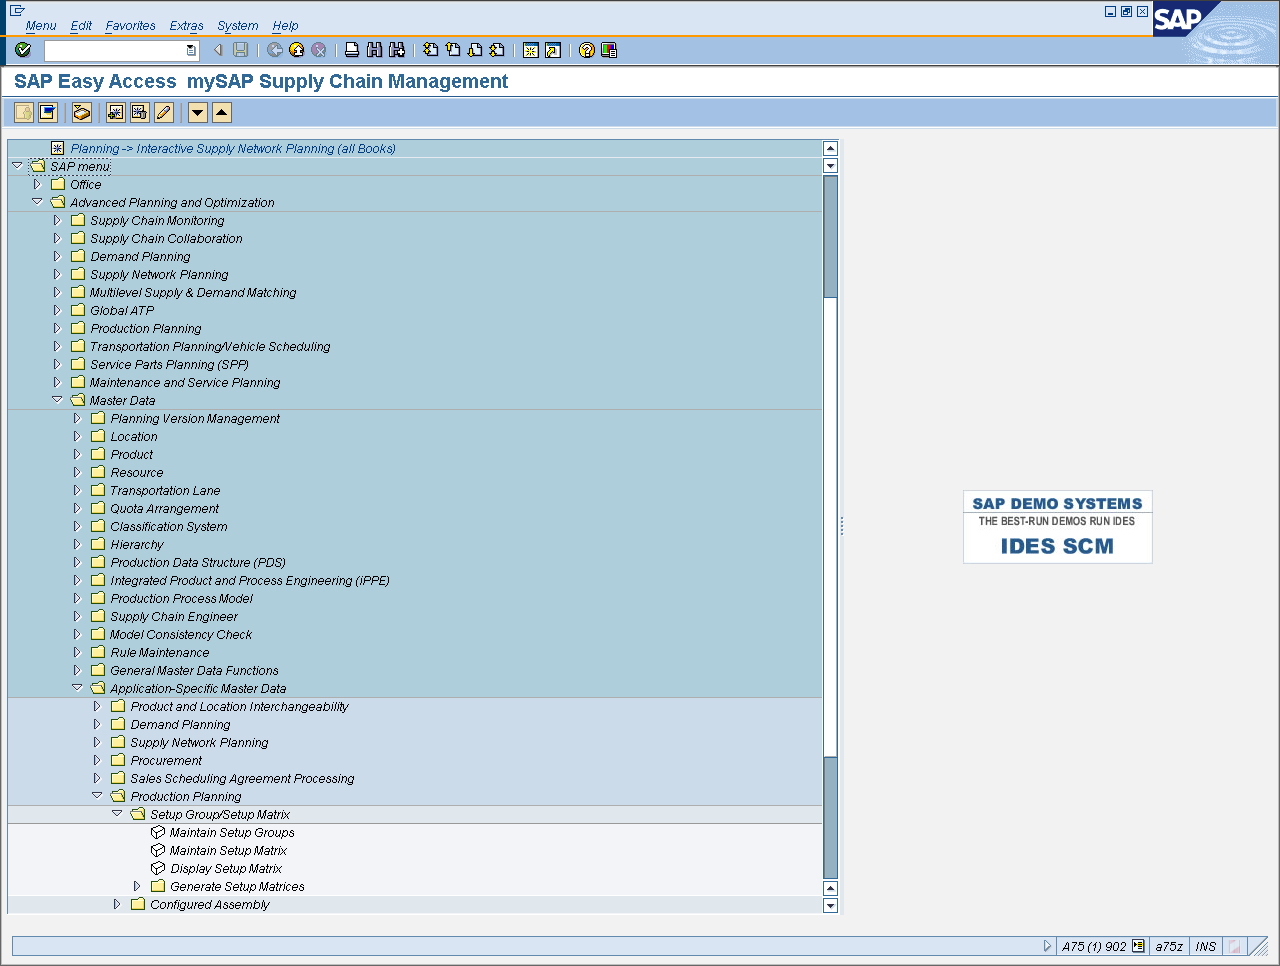 Menu Edit Favorites Extras System Help
SAP
SAP Easy Access mySAP Supply Chain Management
Planning -> Interactive Supply Network Planning (all Books)
SAP menu
Office
Advanced Planning and Optimization
Supply Chain Monitoring
Supply Chain Collaboration
Demand Planning
Supply Network Planning
Multilevel Supply & Demand Matching
Global ATP
Production Planning
Transportation Planning/Vehicle Scheduling
Service Parts Planning (SPP)
Maintenance and Service Planning
Master Data
Planning Version Management
Location
Product
Resource
Transportation Lane
Quota Arrangement
Classification System
Hierarchy
Production Data Structure (PDS)
Integrated Product and Process Engineering (iPPE)
Production Process Model
Supply Chain Engineer
Model Consistency Check
Rule Maintenance
General Master Data Functions
Application-Specific Master Data
Product and Location Interchangeability
Demand Planning
Supply Network Planning
Procurement
Sales Scheduling Agreement Processing
Production Planning
Setup Group/Setup Matrix
Maintain Setup Groups
Maintain Setup Matrix
Display Setup Matrix
Generate Setup Matrices
Configured Assembly
SAP DEMO SYSTEMS
THE BEST-RUN DEMOS RUN IDES
IDES SCM
A75 (1) 902 a75z INS